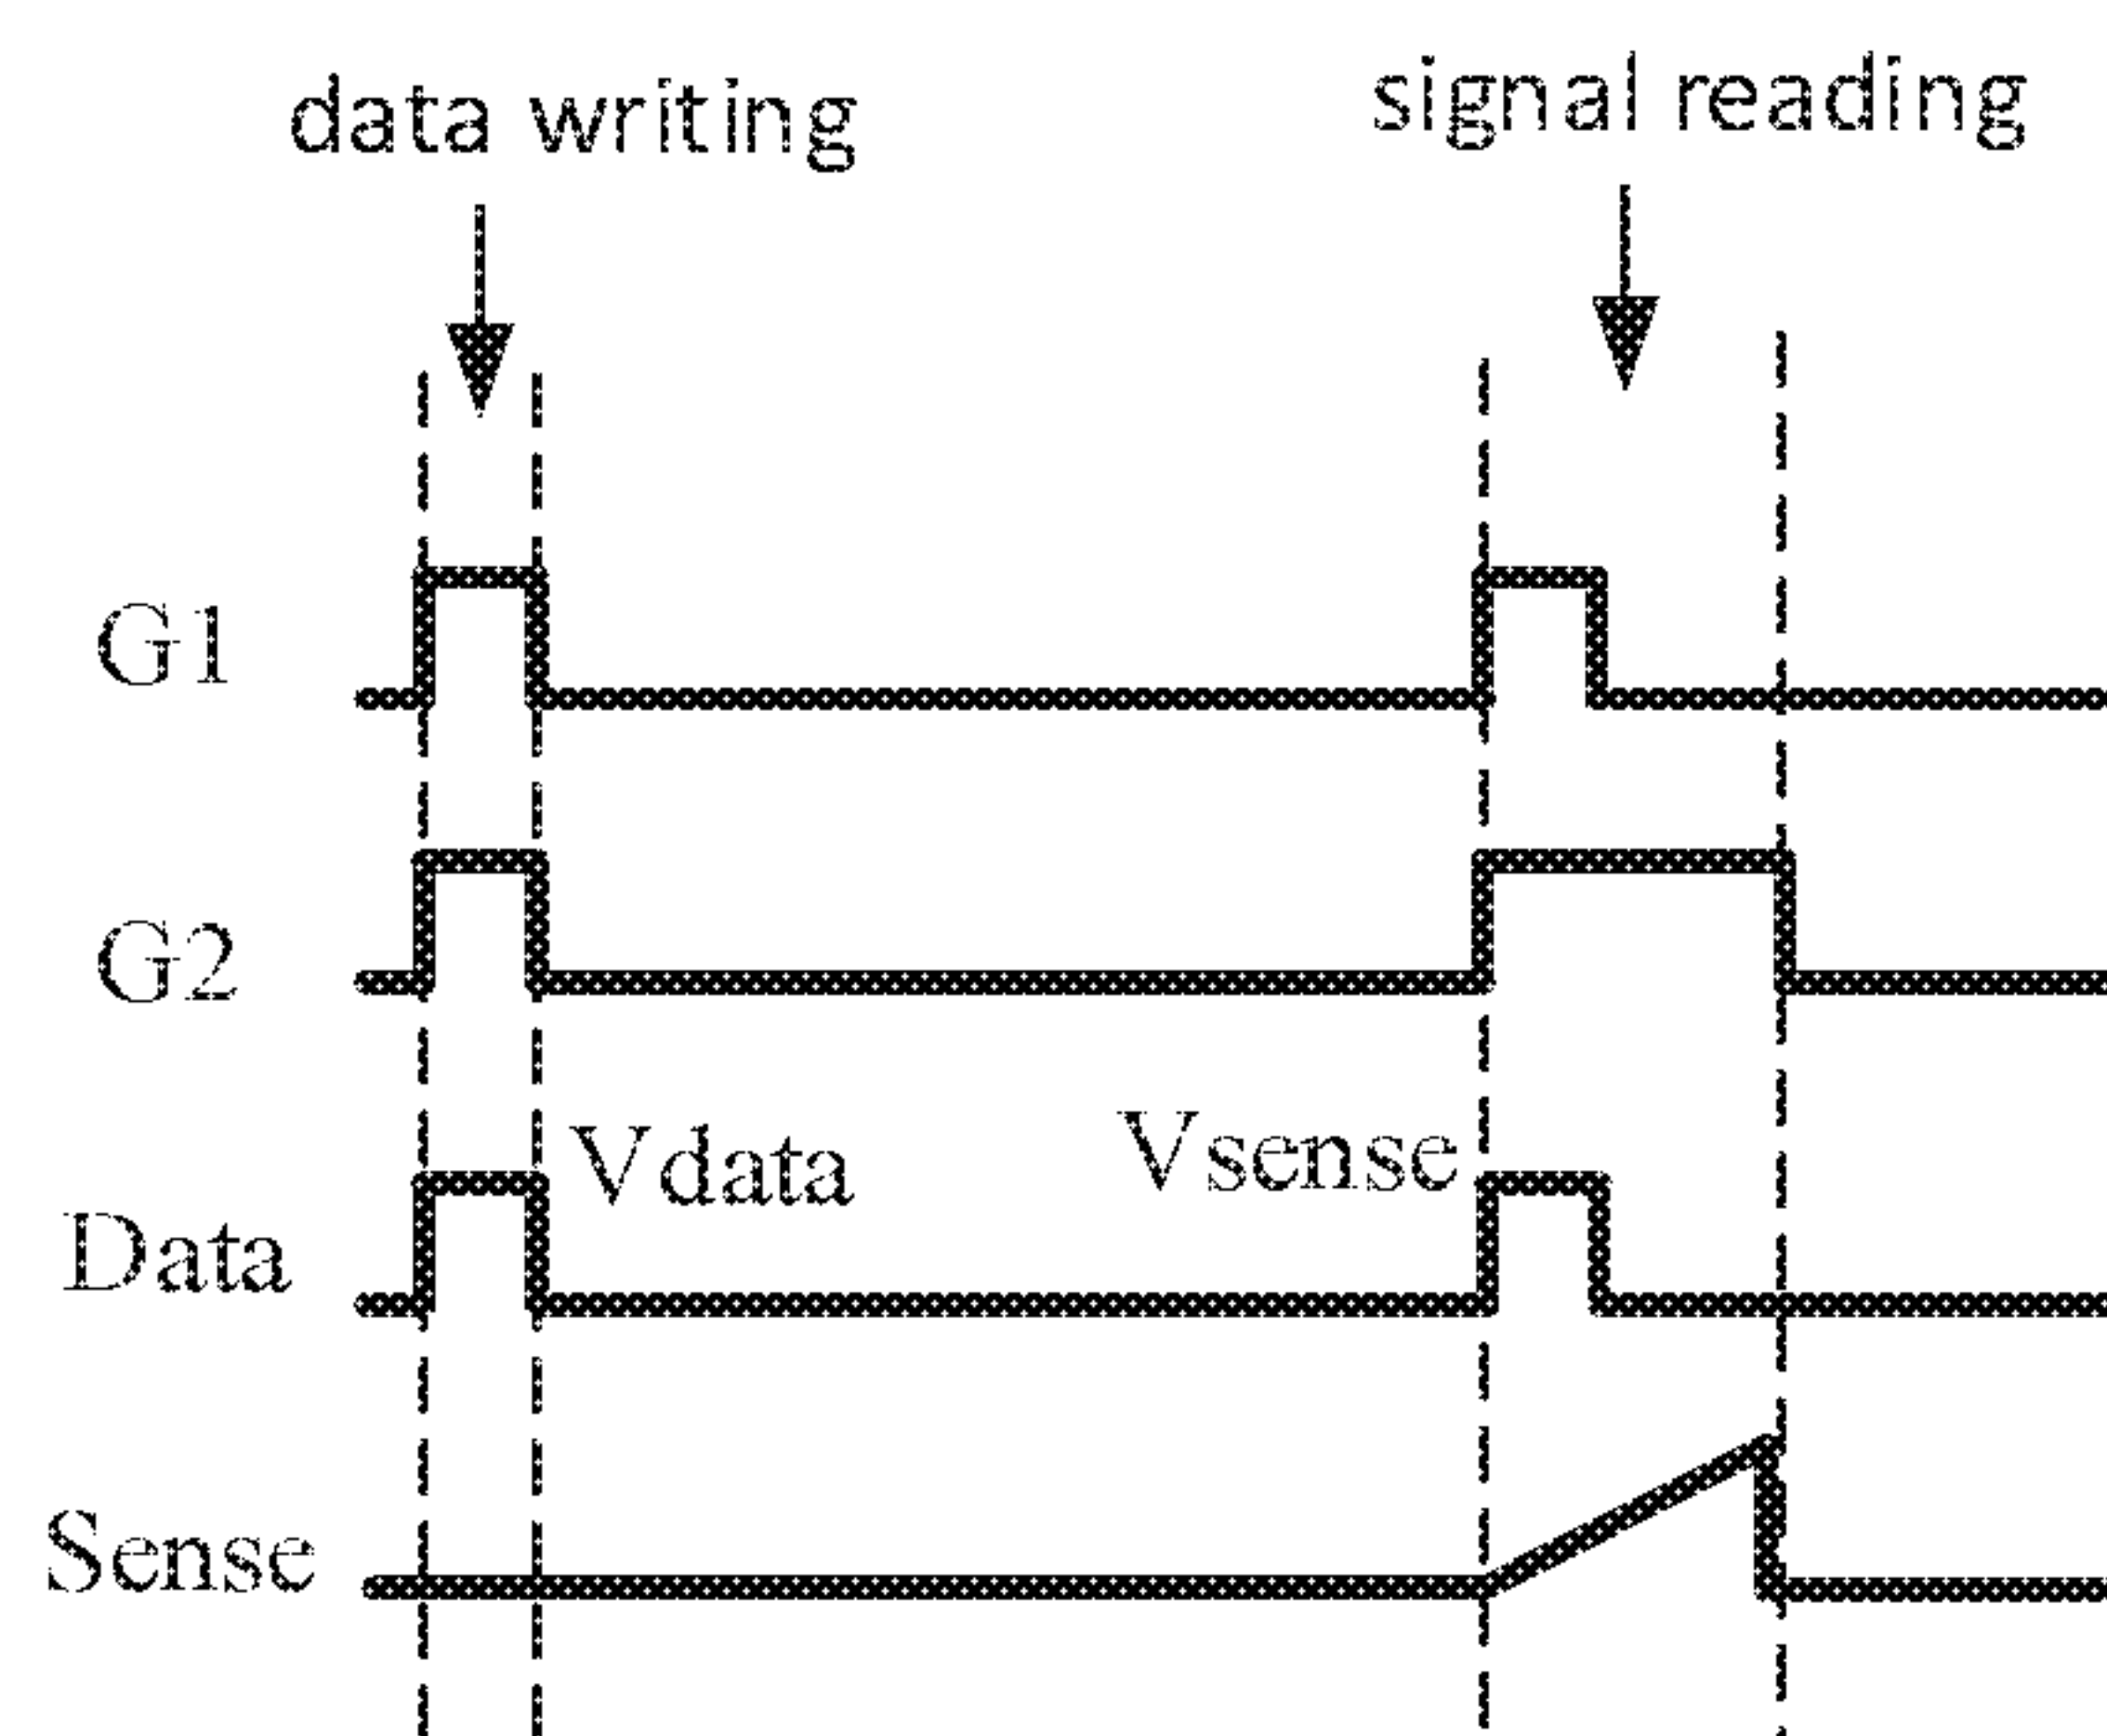 data writing
signal reading
G1
G2
Vdata
Vsense
Data
Sense